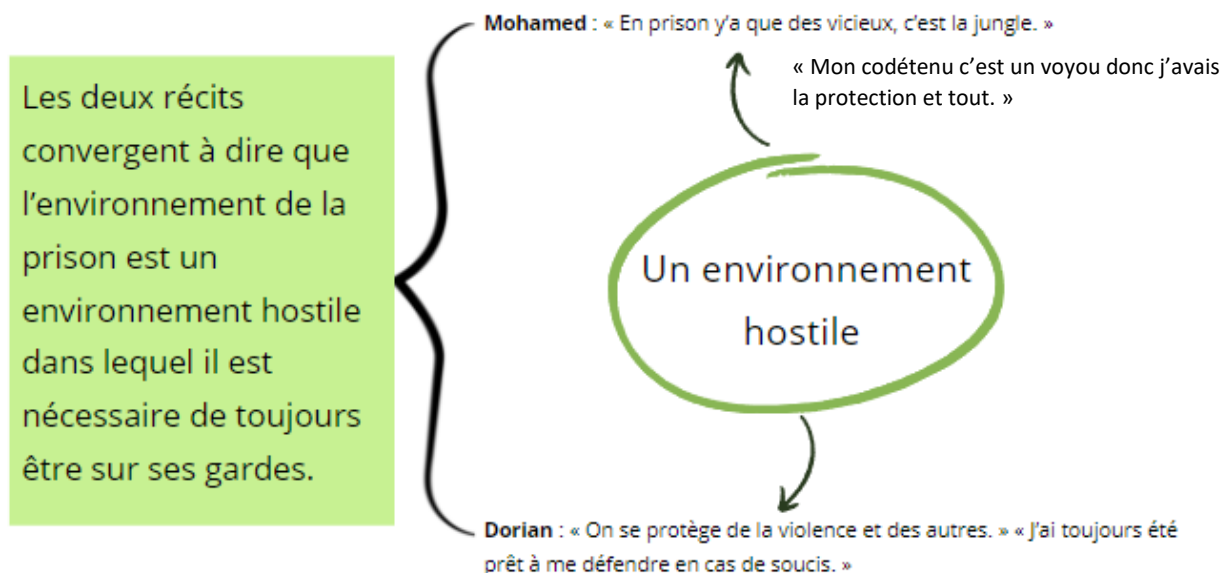 Mohamed : « En prison y'a que des vicieux, c'est la jungle. »
« Mon codétenu c'est un voyou donc j'avais
la protection et tout. »
Les deux récits
convergent à dire que
l'environnement de la
prison est un
environnement hostile
dans lequel il est
nécessaire de toujours
être sur ses gardes.
Un environnement
hostile
Dorian : « On se protège de la violence et des autres. » « J'ai toujours été
prêt à me défendre en cas de soucis. »